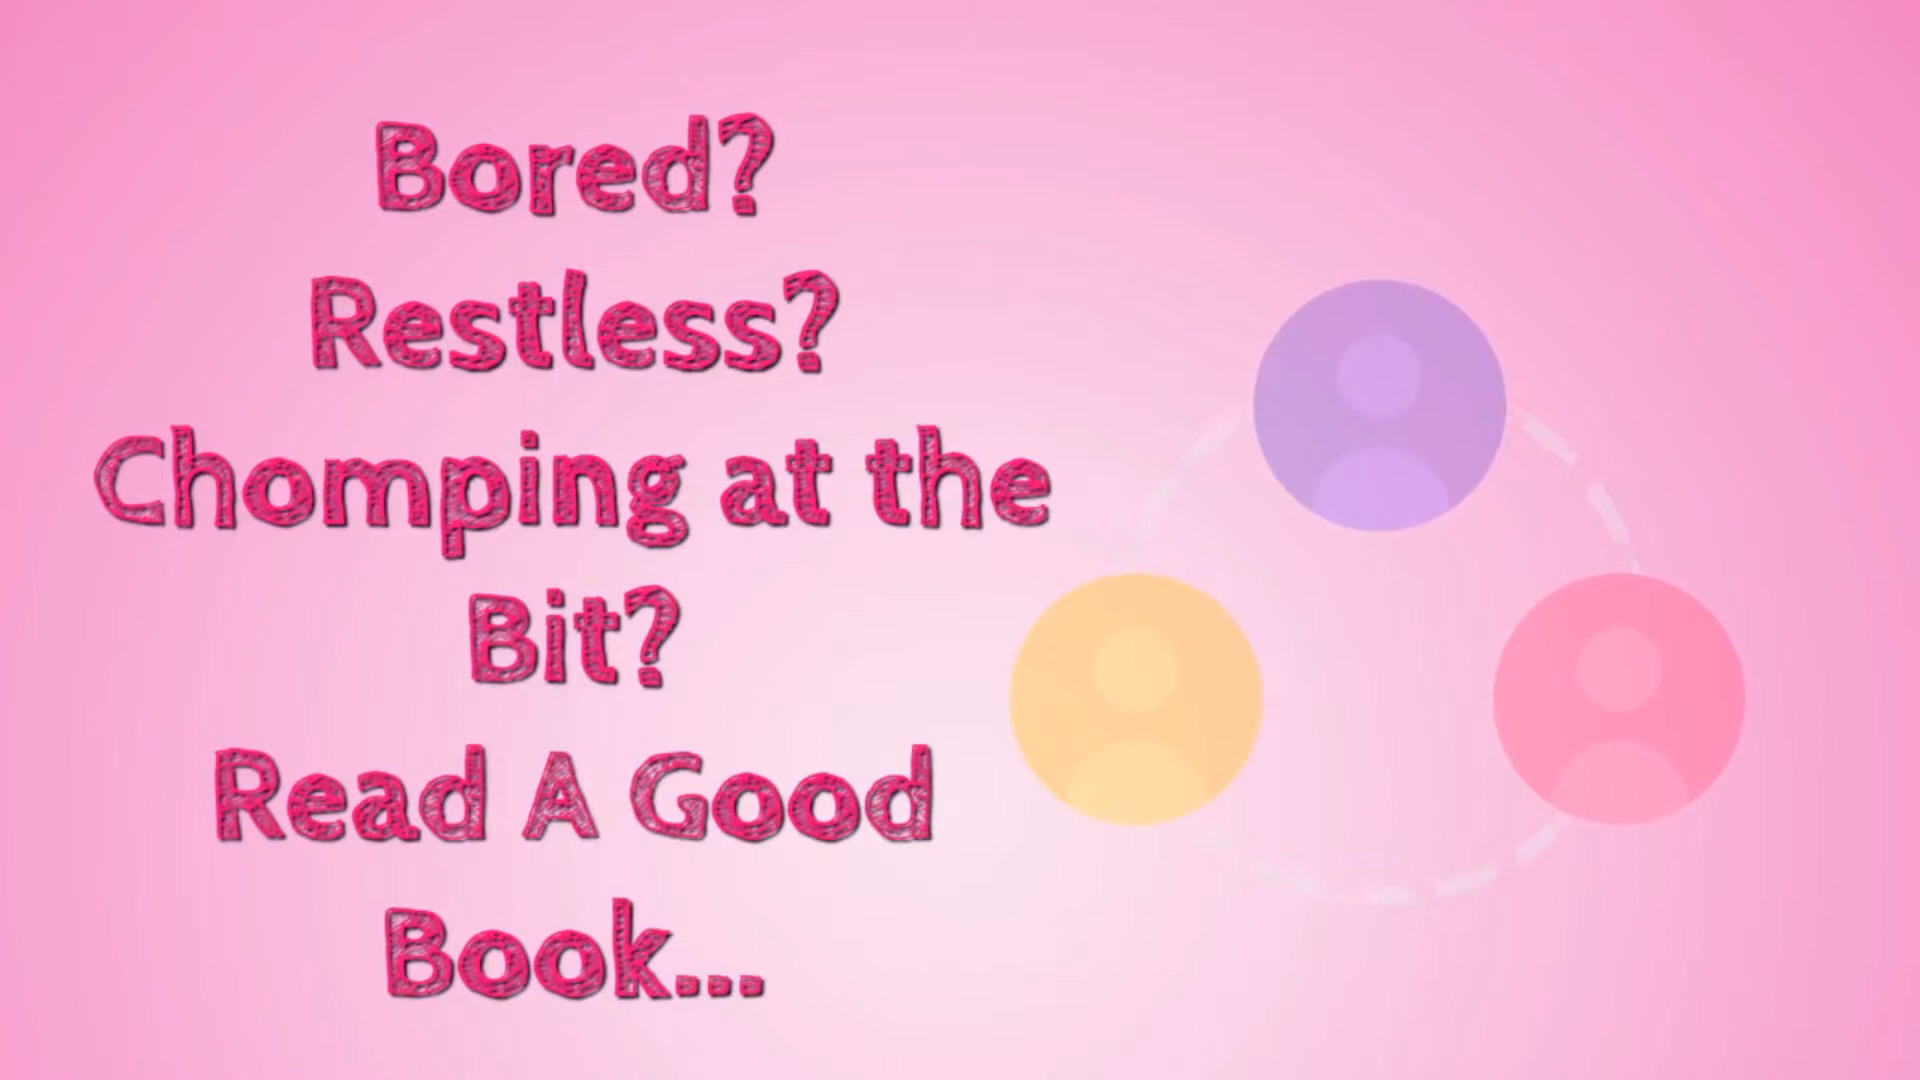 Bored?
Restless?
Chomping at the
Bit?
Read A Good
Book...